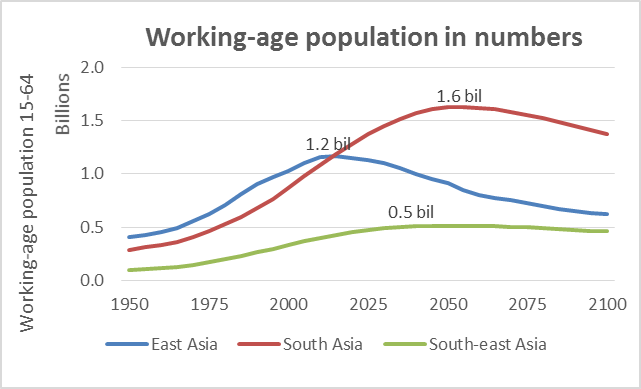 Working-age population in numbers
Working-age population 15-64
Billions
2.0
1.5
1.0
0.5
0.0
1.6 bil
1.2 bil
0.5 bil
1950 1975 2000 2025 2050 2075 2100
East Asia South Asia South-east Asia